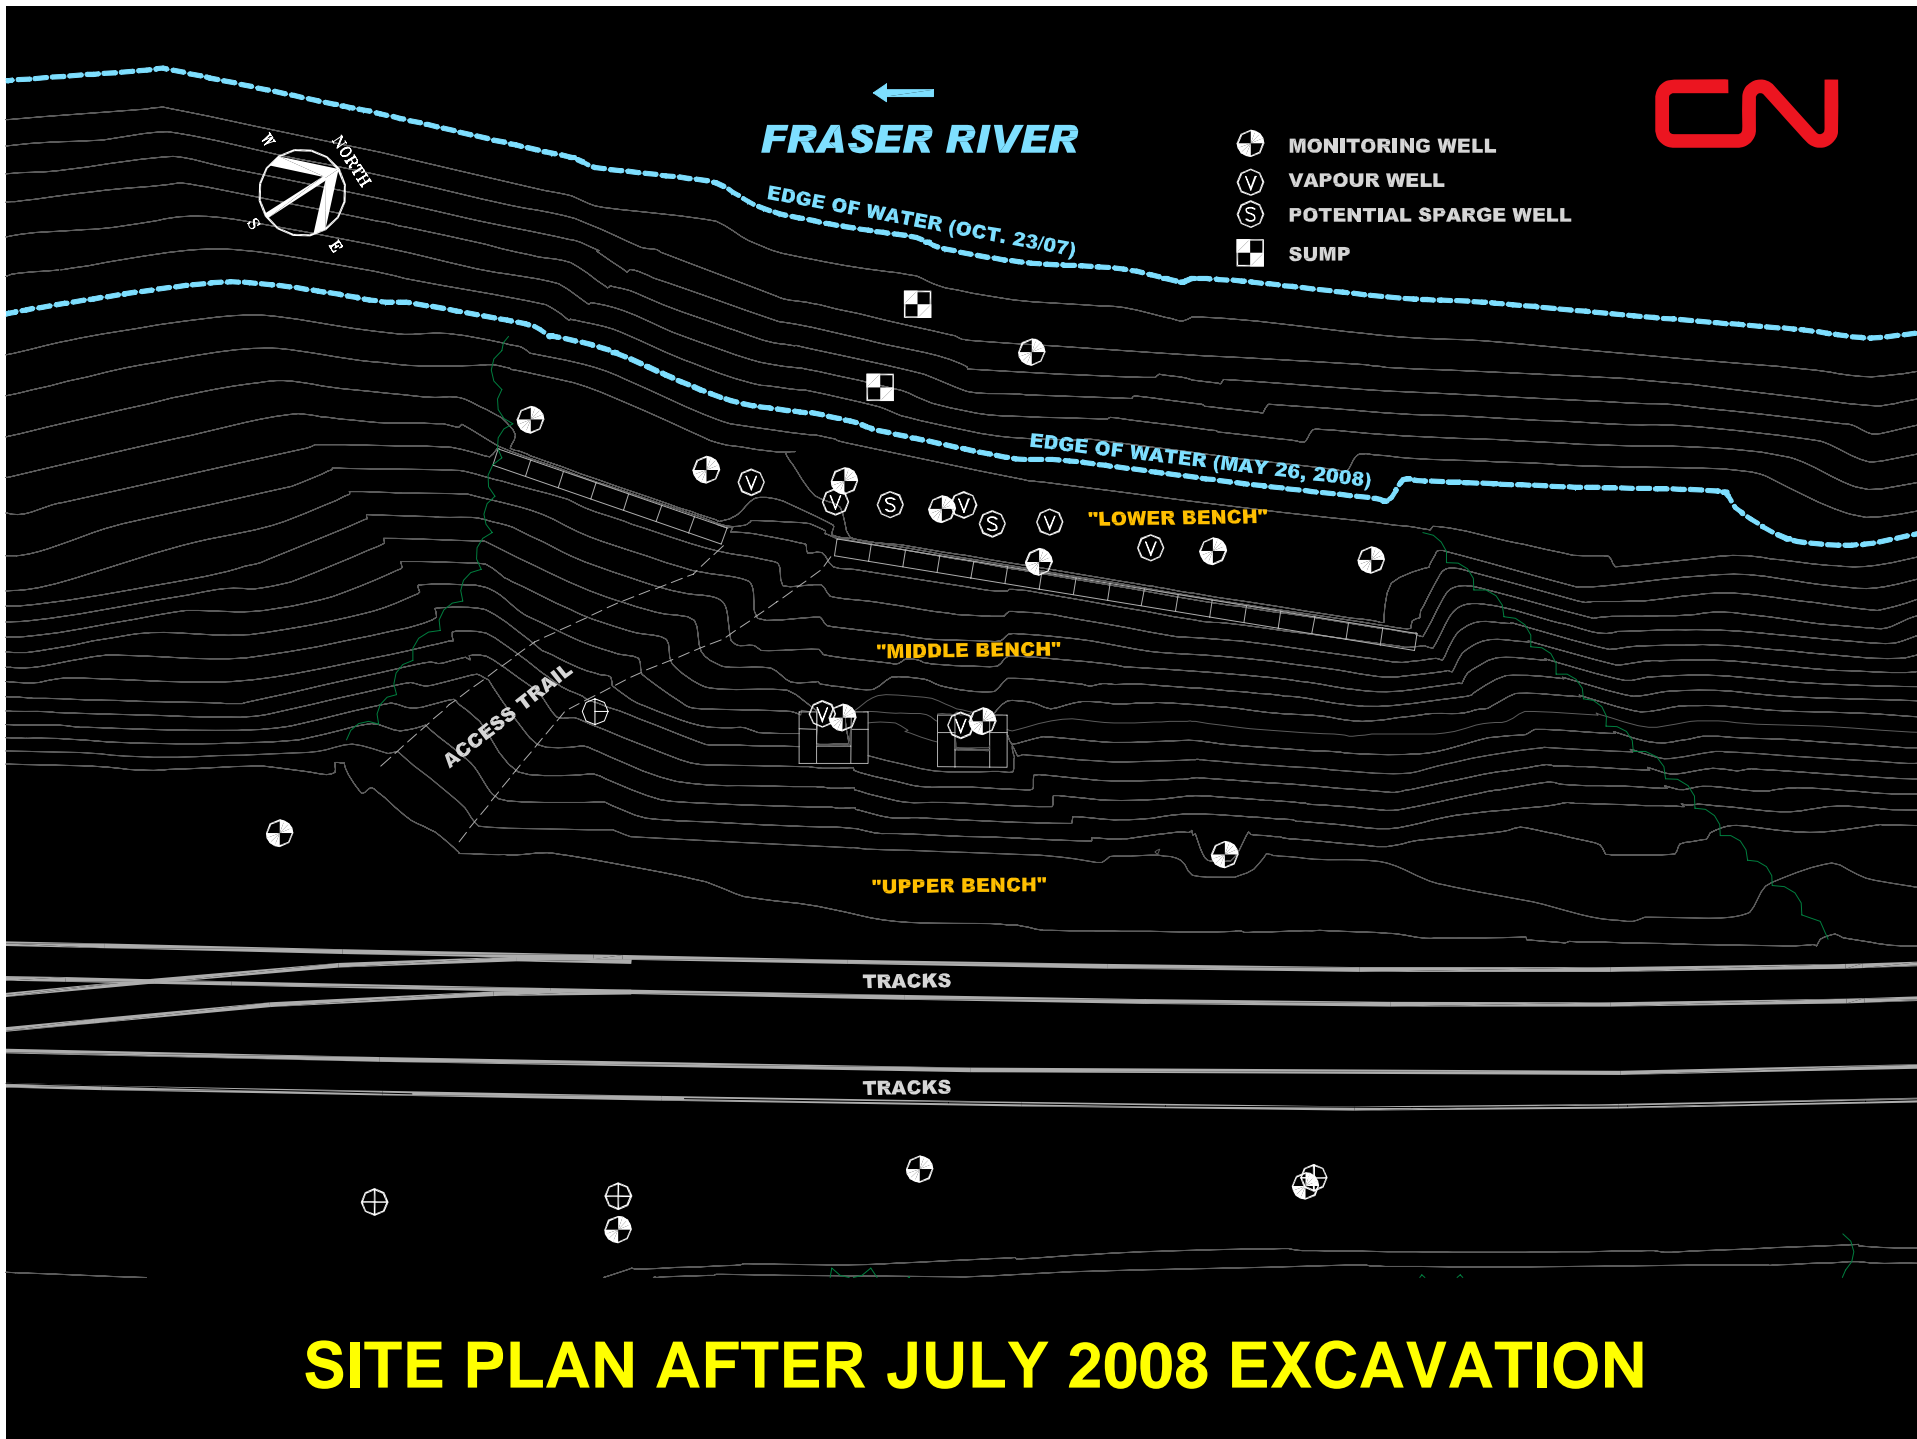 CN
FRASER RIVER
MONITORING WELL
VAPOUR WELL
POTENTIAL SPARGE WELL
SUMP
W
NORTH
S
E
EDGE OF WATER (OCT. 23/07)
EDGE OF WATER (MAY 26, 2008)
V
V
S
V
S
V
V
"LOWER BENCH"
"MIDDLE BENCH"
ACCESS TRAIL
V
V
"UPPER BENCH"
TRACKS
TRACKS
SITE PLAN AFTER JULY 2008 EXCAVATION